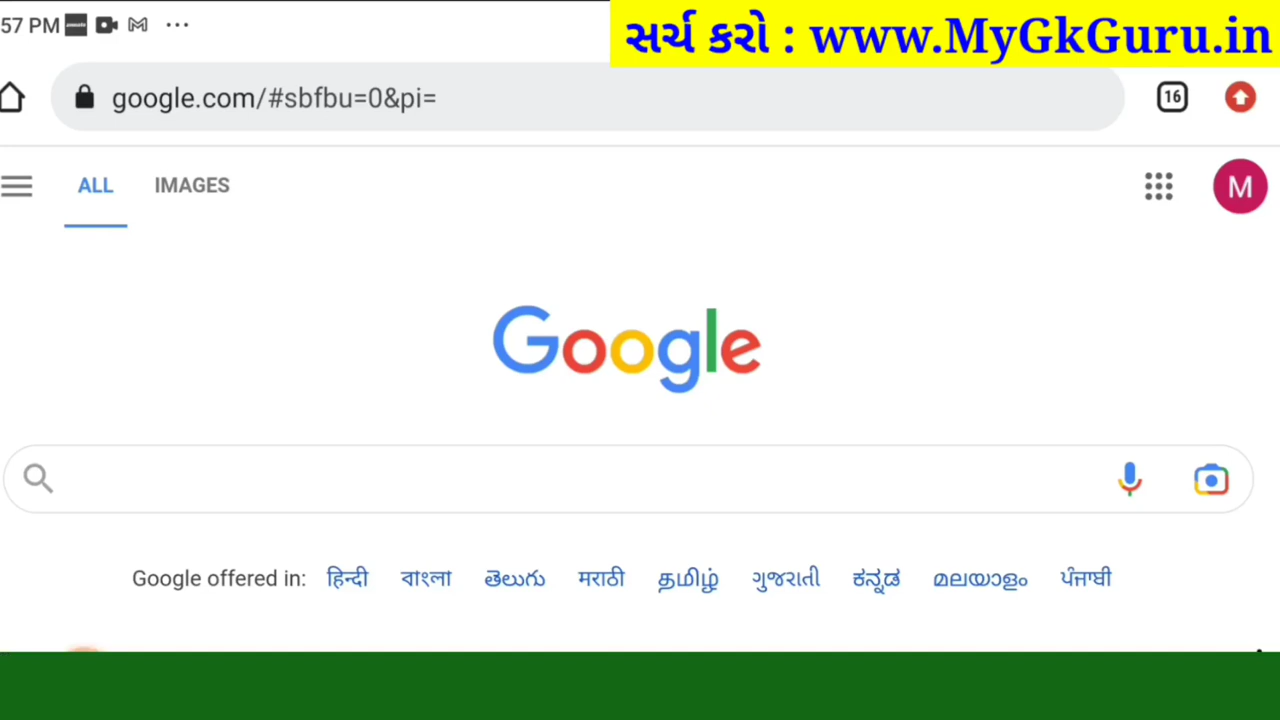 57 PM
સર્ચ કરો : www.MyGkGuru.in
google.com/#sbfbu=0&pi=
16
ALL IMAGES
M
Google
Google offered in: हिन्दी বাংলা తెలుగు मराठी தமிழ் ગુજરાતી ಕನ್ನಡ മലയാളം ਪੰਜਾਬੀ